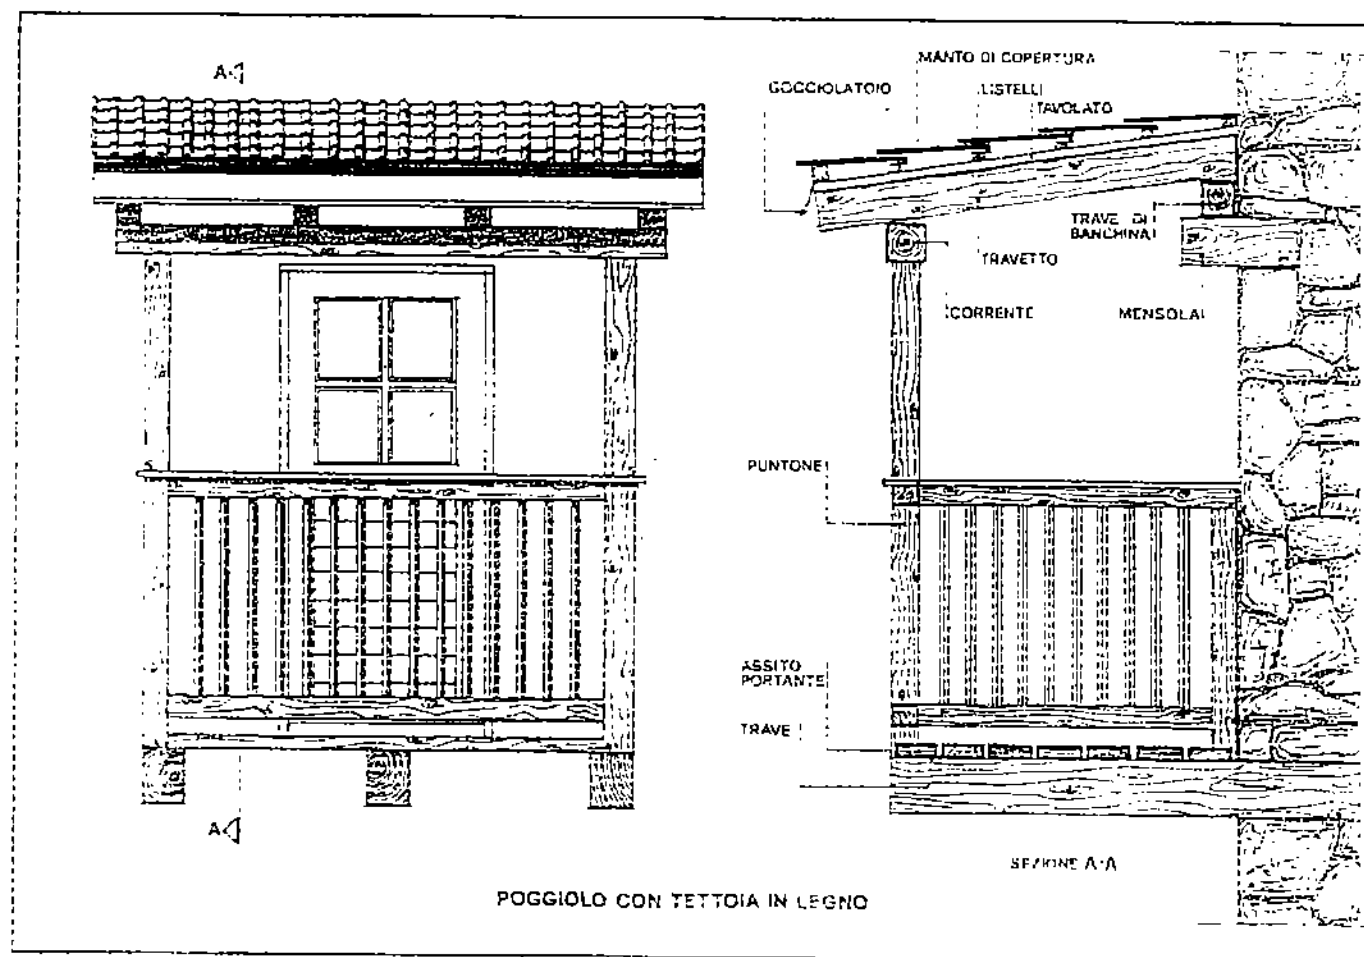 A
MANTO DI COPERTURA
GOCCIOLATOIO
LISTELLI
TAVOLATO
TRAVE DI
BANCHINA
TRAVETTO
CORRENTE
MENSOLA
PUNTONE
ASSITO
PORTANTE
TRAVE
A
SEZIONE A-A
POGGIOLO CON TETTOIA IN LEGNO